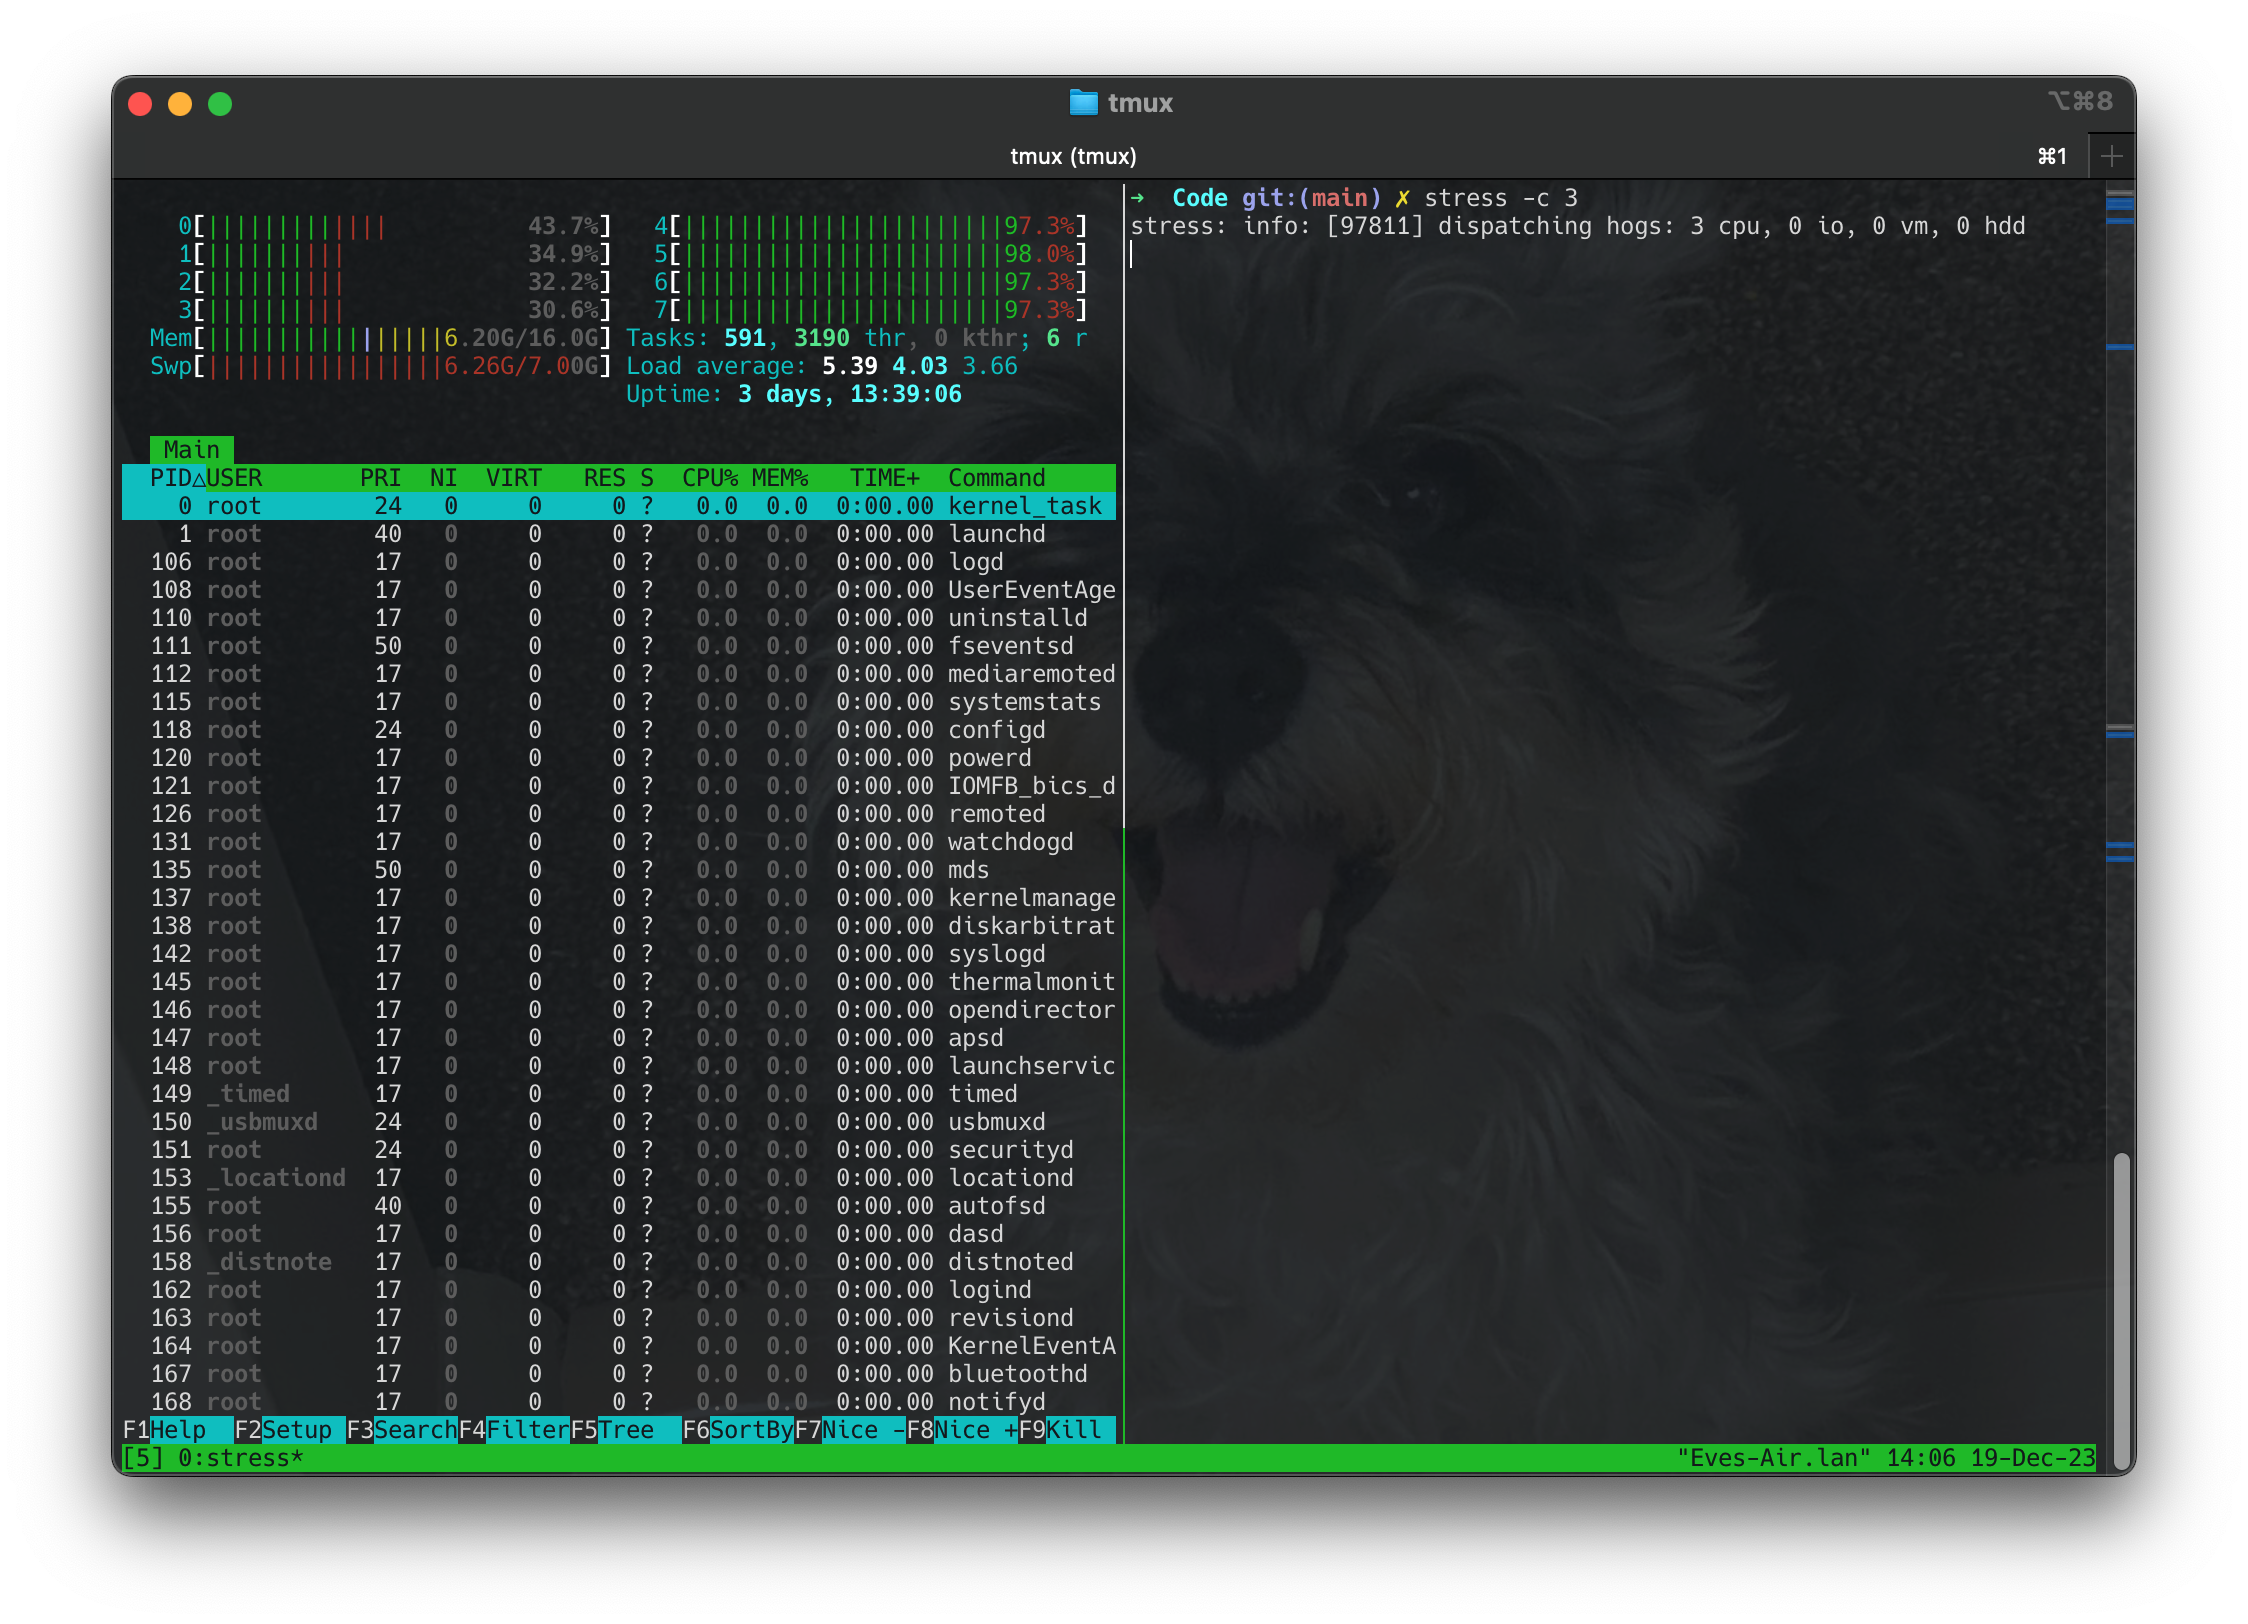 tmux
⌥⌘8
tmux (tmux)
⌘1
0[||||||||||||| 43.7%] 4[|||||||||||||||||||||||97.3%]
1[|||||||||| 34.9%] 5[|||||||||||||||||||||||98.0%]
2[|||||||||| 32.2%] 6[|||||||||||||||||||||||97.3%]
3[|||||||||| 30.6%] 7[|||||||||||||||||||||||97.3%]
Mem[|||||||||||||||||6.20G/16.0G] Tasks: 591, 3190 thr, 0 kthr; 6 r
Swp[|||||||||||||||||6.26G/7.00G] Load average: 5.39 4.03 3.66
Uptime: 3 days, 13:39:06
Main
PID△USER PRI NI VIRT RES S CPU% MEM% TIME+ Command
0 root 24 0 0 0 ? 0.0 0.0 0:00.00 kernel_task
1 root 40 0 0 0 ? 0.0 0.0 0:00.00 launchd
106 root 17 0 0 0 ? 0.0 0.0 0:00.00 logd
108 root 17 0 0 0 ? 0.0 0.0 0:00.00 UserEventAge
110 root 17 0 0 0 ? 0.0 0.0 0:00.00 uninstalld
111 root 50 0 0 0 ? 0.0 0.0 0:00.00 fseventsd
112 root 17 0 0 0 ? 0.0 0.0 0:00.00 mediaremoted
115 root 17 0 0 0 ? 0.0 0.0 0:00.00 systemstats
118 root 24 0 0 0 ? 0.0 0.0 0:00.00 configd
120 root 17 0 0 0 ? 0.0 0.0 0:00.00 powerd
121 root 17 0 0 0 ? 0.0 0.0 0:00.00 IOMFB_bics_d
126 root 17 0 0 0 ? 0.0 0.0 0:00.00 remoted
131 root 17 0 0 0 ? 0.0 0.0 0:00.00 watchdogd
135 root 50 0 0 0 ? 0.0 0.0 0:00.00 mds
137 root 17 0 0 0 ? 0.0 0.0 0:00.00 kernelmanage
138 root 17 0 0 0 ? 0.0 0.0 0:00.00 diskarbitrat
142 root 17 0 0 0 ? 0.0 0.0 0:00.00 syslogd
145 root 17 0 0 0 ? 0.0 0.0 0:00.00 thermalmonit
146 root 17 0 0 0 ? 0.0 0.0 0:00.00 opendirector
147 root 17 0 0 0 ? 0.0 0.0 0:00.00 apsd
148 root 17 0 0 0 ? 0.0 0.0 0:00.00 launchservic
149 _timed 17 0 0 0 ? 0.0 0.0 0:00.00 timed
150 _usbmuxd 24 0 0 0 ? 0.0 0.0 0:00.00 usbmuxd
151 root 24 0 0 0 ? 0.0 0.0 0:00.00 securityd
153 _locationd 17 0 0 0 ? 0.0 0.0 0:00.00 locationd
155 root 40 0 0 0 ? 0.0 0.0 0:00.00 autofsd
156 root 17 0 0 0 ? 0.0 0.0 0:00.00 dasd
158 _distnote 17 0 0 0 ? 0.0 0.0 0:00.00 distnoted
162 root 17 0 0 0 ? 0.0 0.0 0:00.00 logind
163 root 17 0 0 0 ? 0.0 0.0 0:00.00 revisiond
164 root 17 0 0 0 ? 0.0 0.0 0:00.00 KernelEventA
167 root 17 0 0 0 ? 0.0 0.0 0:00.00 bluetoothd
168 root 17 0 0 0 ? 0.0 0.0 0:00.00 notifyd
F1Help F2Setup F3SearchF4FilterF5Tree F6SortByF7Nice -F8Nice +F9Kill
➜ Code git:(main) ✗ stress -c 3
stress: info: [97811] dispatching hogs: 3 cpu, 0 io, 0 vm, 0 hdd
[5] 0:stress* "Eves-Air.lan" 14:06 19-Dec-23